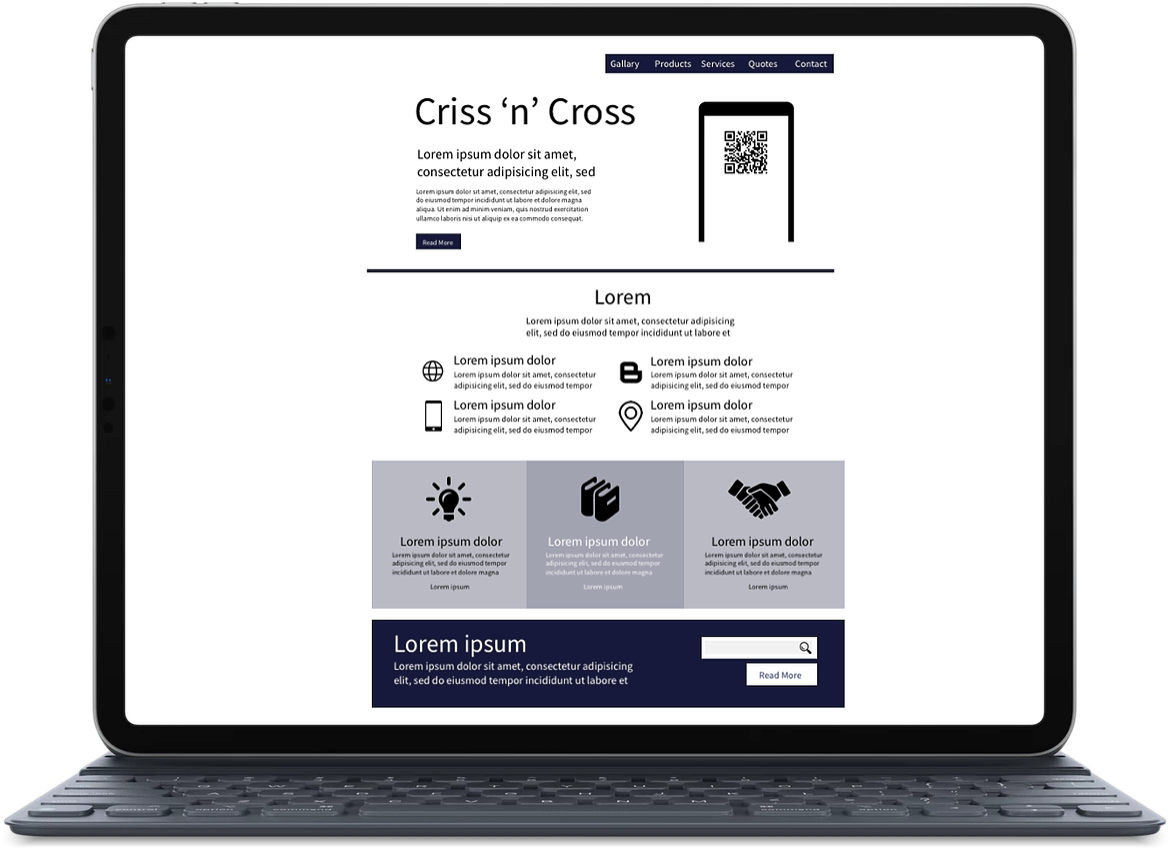 Gallary Products Services Quotes Contact
Criss ‘n’ Cross
Lorem ipsum dolor sit amet,
consectetur adipisicing elit, sed
Lorem ipsum dolor sit amet, consectetur adipisicing elit, sed
do eiusmod tempor incididunt ut labore et dolore magna
aliqua. Ut enim ad minim veniam, quis nostrud exercitation
ullamco laboris nisi ut aliquip ex ea commodo consequat.
Read More
Lorem
Lorem ipsum dolor sit amet, consectetur adipisicing
elit, sed do eiusmod tempor incididunt ut labore et
Lorem ipsum dolor
Lorem ipsum dolor sit amet, consectetur
adipisicing elit, sed do eiusmod tempor
Lorem ipsum dolor
Lorem ipsum dolor sit amet, consectetur
adipisicing elit, sed do eiusmod tempor
Lorem ipsum dolor
Lorem ipsum dolor sit amet, consectetur
adipisicing elit, sed do eiusmod tempor
Lorem ipsum dolor
Lorem ipsum dolor sit amet, consectetur
adipisicing elit, sed do eiusmod tempor
Lorem ipsum dolor
Lorem ipsum dolor sit amet, consectetur
adipisicing elit, sed do eiusmod tempor
incididunt ut labore et dolore magna
Lorem ipsum
Lorem ipsum dolor
Lorem ipsum dolor sit amet, consectetur
adipisicing elit, sed do eiusmod tempor
incididunt ut labore et dolore magna
Lorem ipsum
Lorem ipsum dolor
Lorem ipsum dolor sit amet, consectetur
adipisicing elit, sed do eiusmod tempor
incididunt ut labore et dolore magna
Lorem ipsum
Lorem ipsum
Lorem ipsum dolor sit amet, consectetur adipisicing
elit, sed do eiusmod tempor incididunt ut labore et
Read More